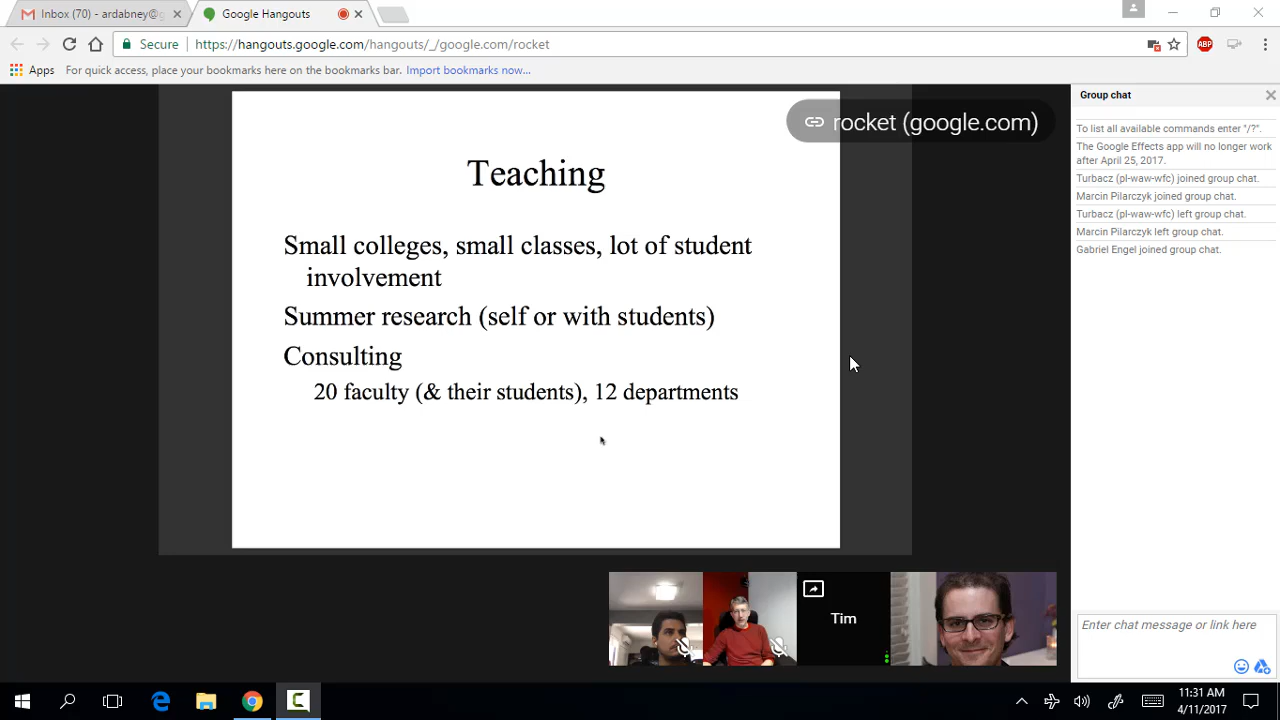 Inbox (70) - ardabney@g
Google Hangouts
Secure
https://hangouts.google.com/hangouts/_/google.com/rocket
ABP
Apps
For quick access, place your bookmarks here on the bookmarks bar. Import bookmarks now...
rocket (google.com)
Teaching
Small colleges, small classes, lot of student
involvement
Summer research (self or with students)
Consulting
20 faculty (& their students), 12 departments
Tim
Group chat
To list all available commands enter "/?".
The Google Effects app will no longer work
after April 25, 2017.
Turbacz (pl-waw-wfc) joined group chat.
Marcin Pilarczyk joined group chat.
Turbacz (pl-waw-wfc) left group chat.
Marcin Pilarczyk left group chat.
Gabriel Engel joined group chat.
Enter chat message or link here
11:31 AM
4/11/2017